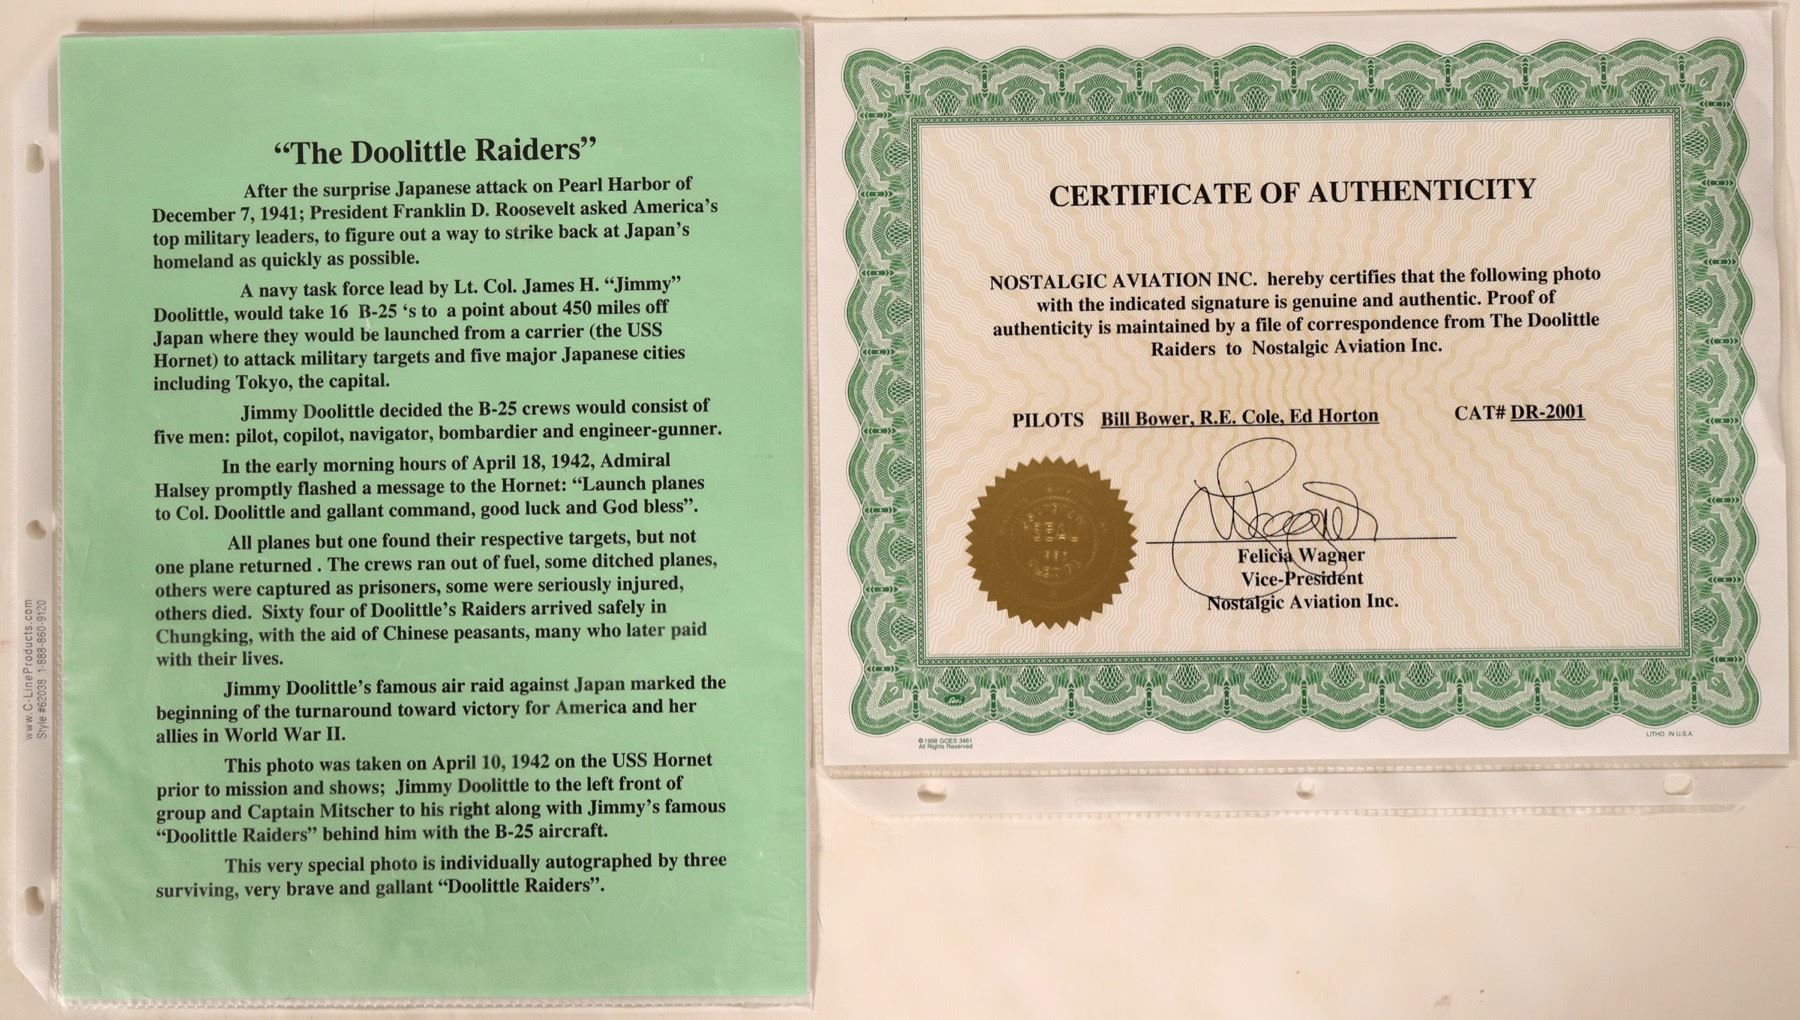 “The Doolittle Raiders”
After the surprise Japanese attack on Pearl Harbor of
December 7, 1941; President Franklin D. Roosevelt asked America’s
top military leaders, to figure out a way to strike back at Japan’s
homeland as quickly as possible.
A navy task force lead by Lt. Col. James H. “Jimmy”
Doolittle, would take 16 B-25 ‘s to a point about 450 miles off
Japan where they would be launched from a carrier (the USS
Hornet) to attack military targets and five major Japanese cities
including Tokyo, the capital.
Jimmy Doolittle decided the B-25 crews would consist of
five men: pilot, copilot, navigator, bombardier and engineer-gunner.
In the early morning hours of April 18, 1942, Admiral
Halsey promptly flashed a message to the Hornet: “Launch planes
to Col. Doolittle and gallant command, good luck and God bless”.
All planes but one found their respective targets, but not
one plane returned . The crews ran out of fuel, some ditched planes,
others were captured as prisoners, some were seriously injured,
others died. Sixty four of Doolittle’s Raiders arrived safely in
Chungking, with the aid of Chinese peasants, many who later paid
with their lives.
Jimmy Doolittle’s famous air raid against Japan marked the
beginning of the turnaround toward victory for America and her
allies in World War II.
This photo was taken on April 10, 1942 on the USS Hornet
prior to mission and shows; Jimmy Doolittle to the left front of
group and Captain Mitscher to his right along with Jimmy’s famous
“Doolittle Raiders” behind him with the B-25 aircraft.
This very special photo is individually autographed by three
surviving, very brave and gallant “Doolittle Raiders”.
www.C-LineProducts.com
Style #62038 1-888-860-9120
CERTIFICATE OF AUTHENTICITY
NOSTALGIC AVIATION INC. hereby certifies that the following photo
with the indicated signature is genuine and authentic. Proof of
authenticity is maintained by a file of correspondence from The Doolittle
Raiders to Nostalgic Aviation Inc.
PILOTS Bill Bower, R.E. Cole, Ed Horton CAT# DR-2001
SEAL
Felicia Wagner
Vice-President
Nostalgic Aviation Inc.
© 1998 GOES 3461
All Rights Reserved
LITHO. IN U.S.A.